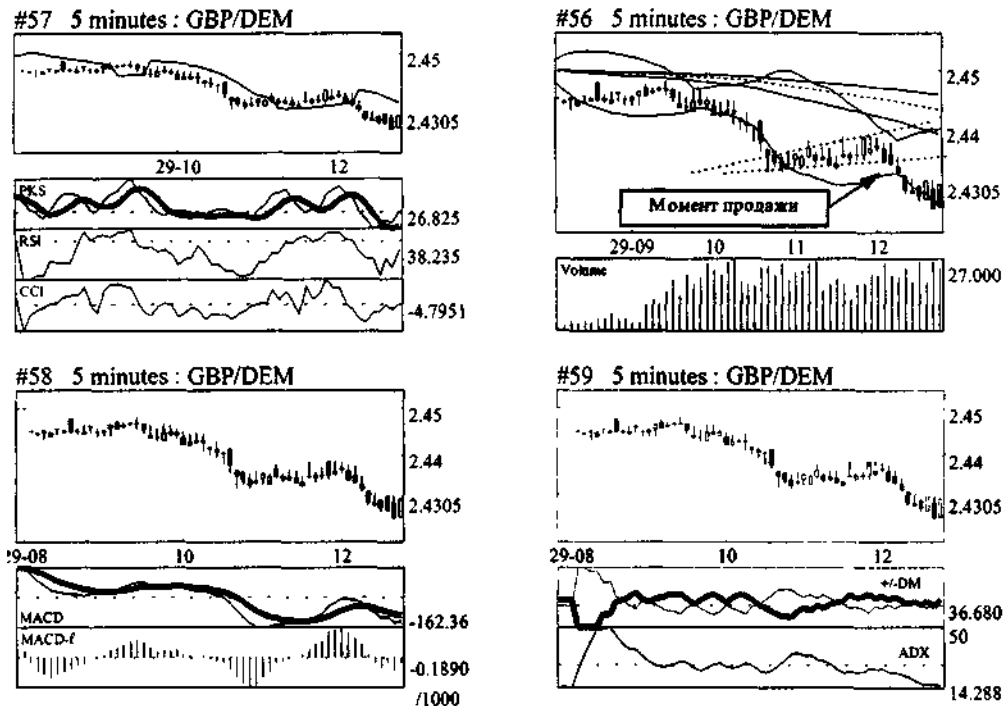 #57 5 minutes : GBP/DEM
2.45
2.4305
29-10 12
PKS
26.825
RSI
38.235
CCI
-4.7951
#56 5 minutes : GBP/DEM
2.45
2.44
2.4305
Момент продажи
29-09 10 11 12
Volume
27.000
#58 5 minutes : GBP/DEM
2.45
2.44
2.4305
29-08 10 12
MACD
-162.36
MACD-f
-0.1890
/1000
#59 5 minutes : GBP/DEM
2.45
2.44
2.4305
29-08 10 12
+/-DM
36.680
50
ADX
14.288